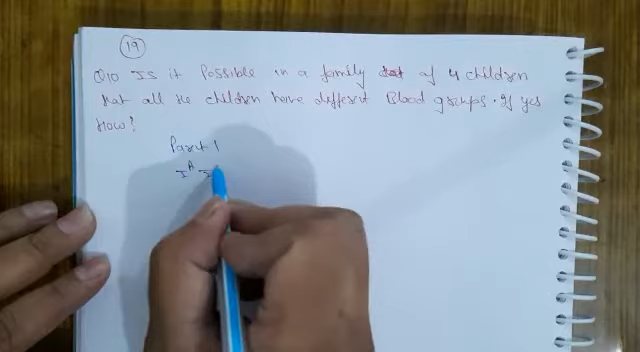 19
Q10 Is it Possible in a family of 4 children
that all the children have different Blood groups. If yes
How?
Parent 1
I^A I